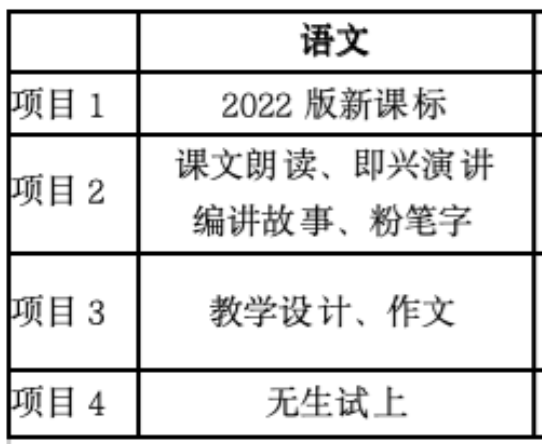 语文
项目 1
2022 版新课标
项目 2
课文朗读、即兴演讲
编讲故事、粉笔字
项目 3
教学设计、作文
项目 4
无生试上